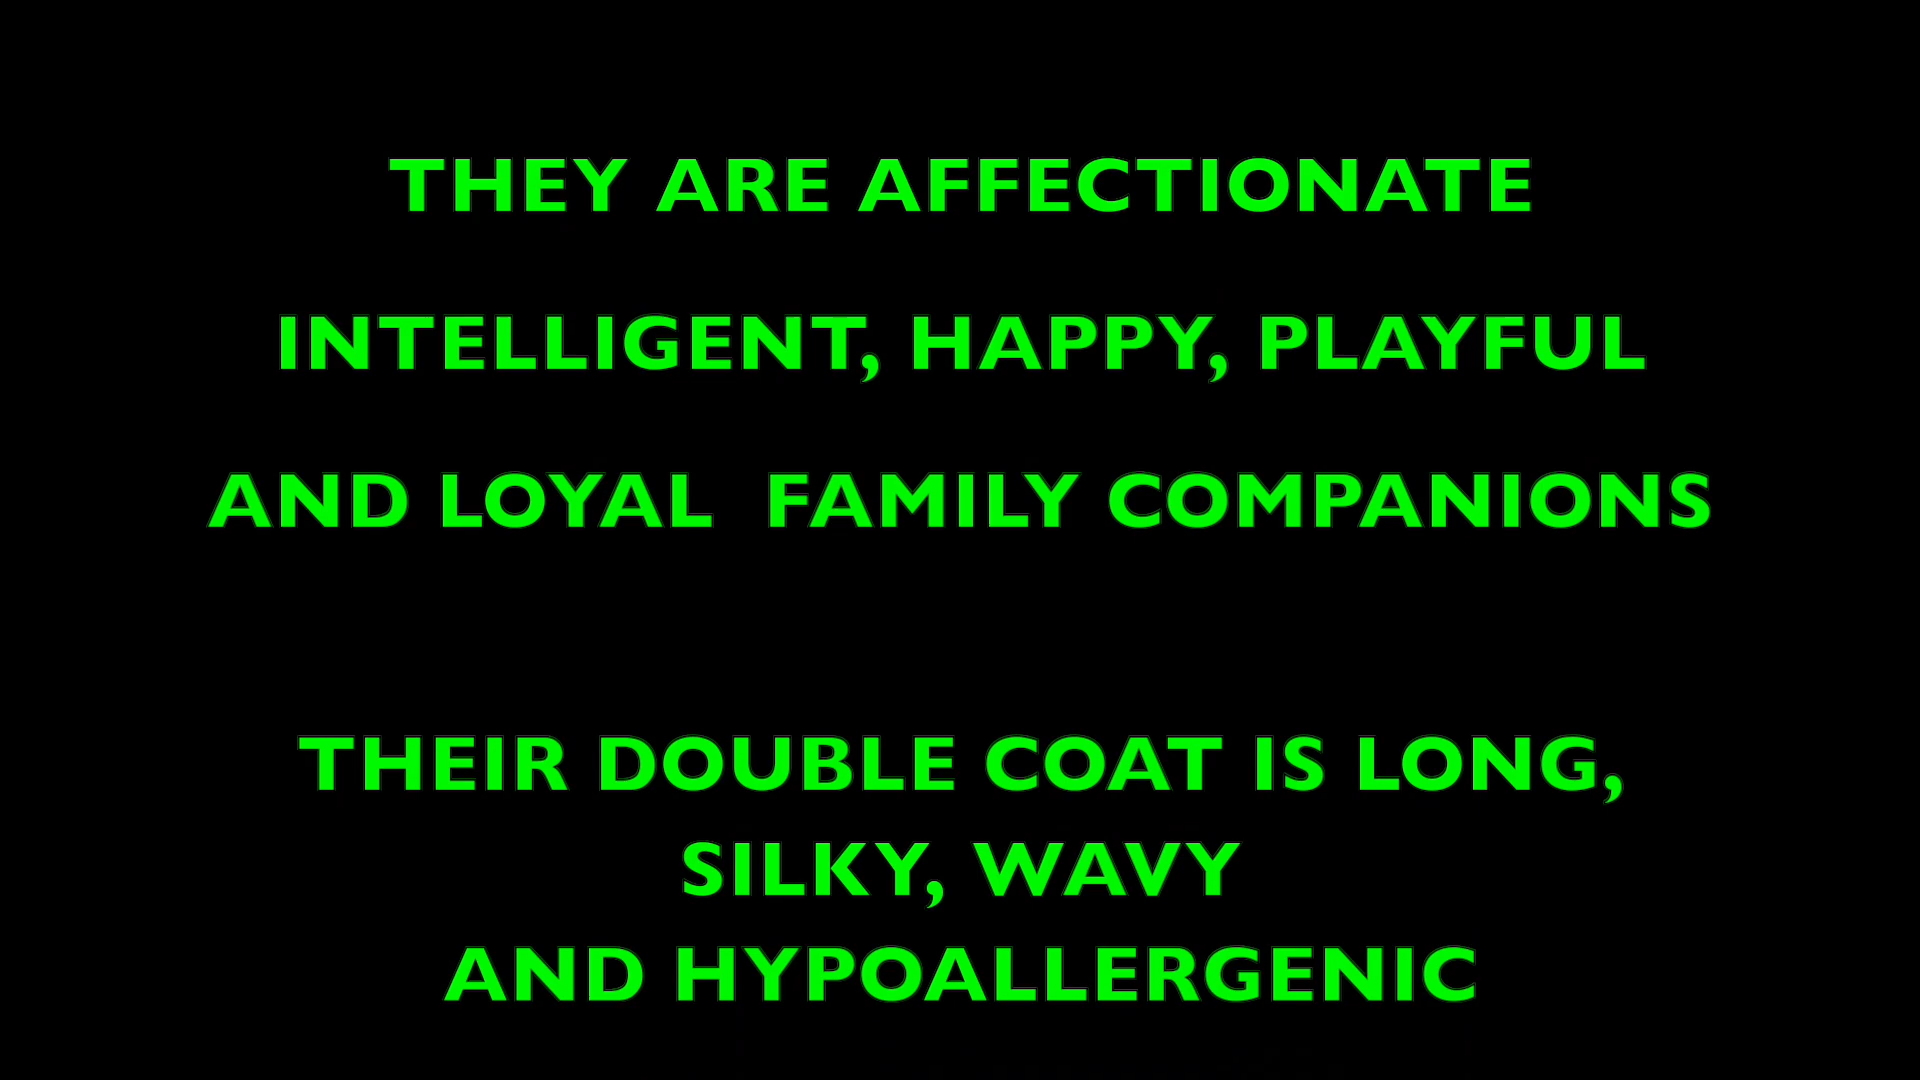 THEY ARE AFFECTIONATE
INTELLIGENT, HAPPY, PLAYFUL
AND LOYAL  FAMILY COMPANIONS
THEIR DOUBLE COAT IS LONG,
SILKY, WAVY
AND HYPOALLERGENIC